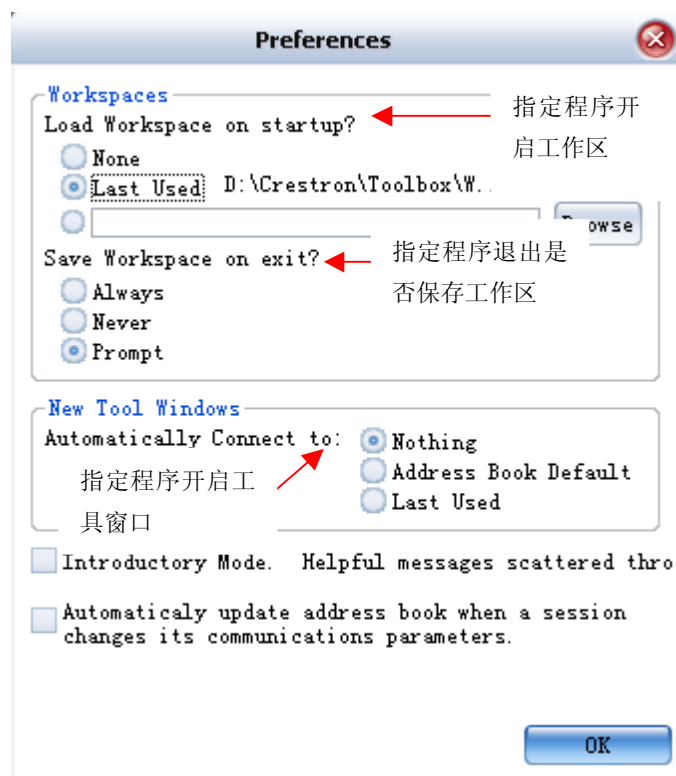 Preferences
Workspaces
Load Workspace on startup?
指定程序开
启工作区
None
Last Used D:\Crestron\Toolbox\W..
owse
Save Workspace on exit?
指定程序退出是
否保存工作区
Always
Never
Prompt
New Tool Windows
Automatically Connect to:
Nothing
Address Book Default
Last Used
指定程序开启工
具窗口
Introductory Mode. Helpful messages scattered thro
Automaticaly update address book when a session
changes its communications parameters.
OK